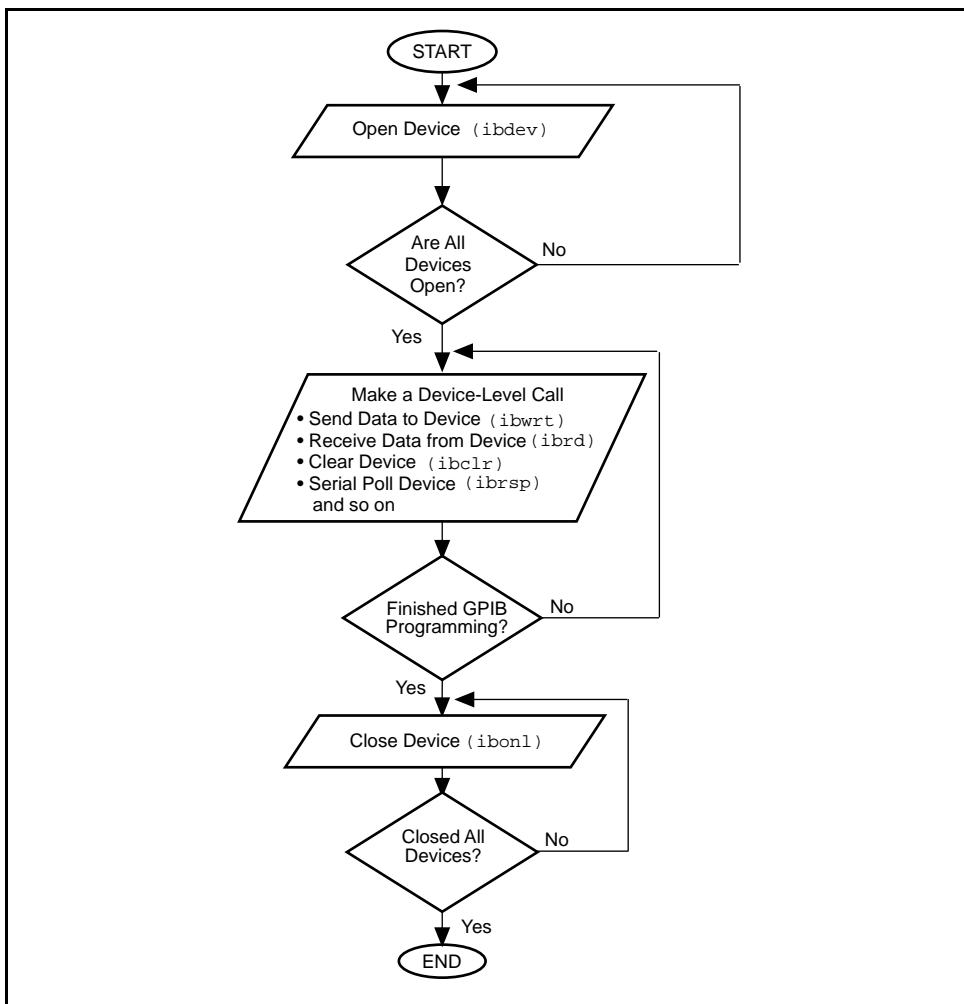 START
Open Device (ibdev)
Are All
Devices
Open?
No
Yes
Make a Device-Level Call
• Send Data to Device (ibwrt)
• Receive Data from Device (ibrd)
• Clear Device (ibclr)
• Serial Poll Device (ibrsp)
and so on
Finished GPIB
Programming?
No
Yes
Close Device (ibonl)
Closed All
Devices?
No
Yes
END